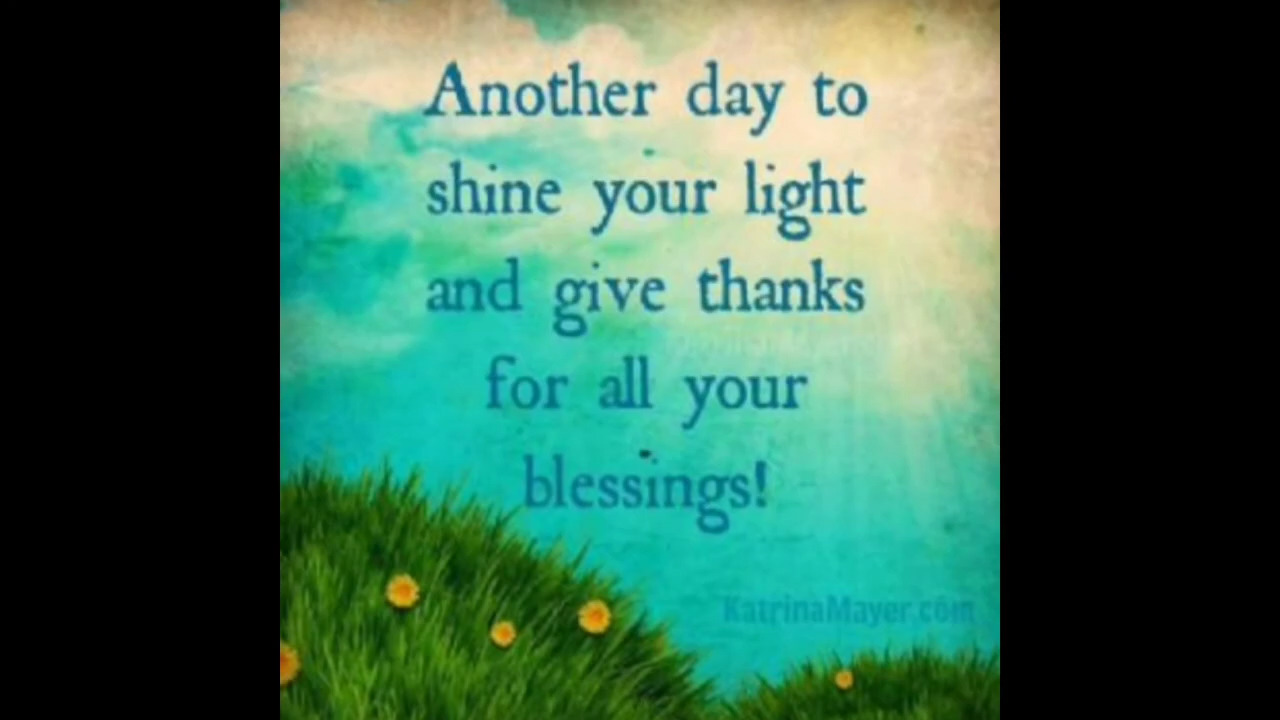 Another day to
shine your light
and give thanks
for all your
blessings!
KatrinaMayer.com